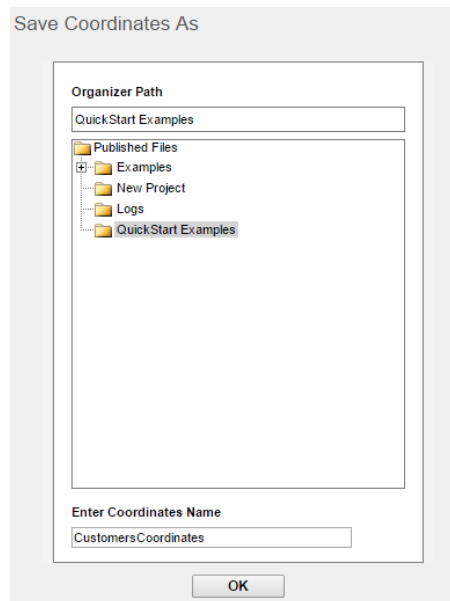 Save Coordinates As
Organizer Path
QuickStart Examples
Published Files
Examples
New Project
Logs
QuickStart Examples
Enter Coordinates Name
CustomersCoordinates
OK